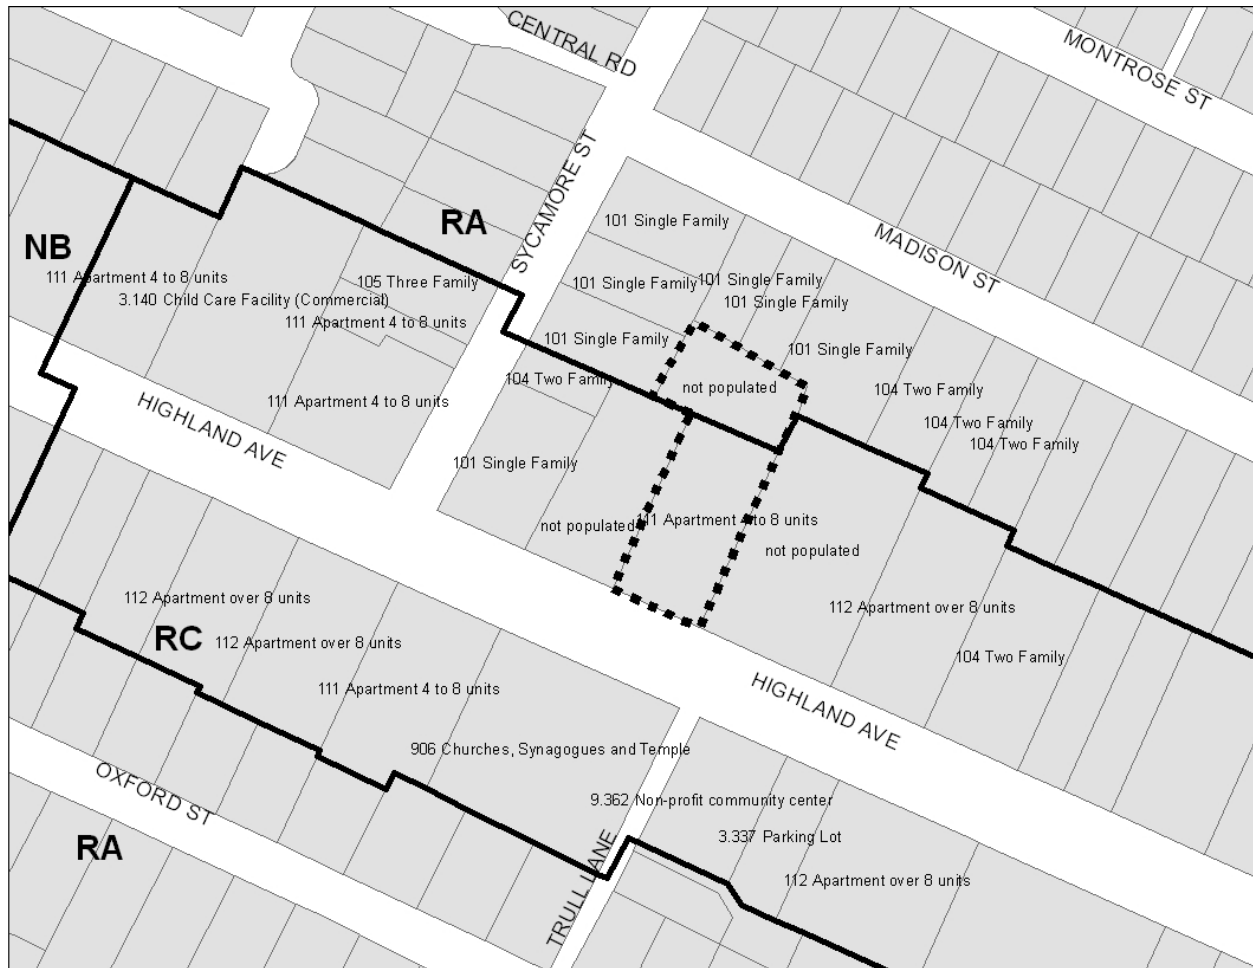 CENTRAL RD
MONTROSE ST
SYCAMORE ST
RA
101 Single Family
MADISON ST
NB
111 Apartment 4 to 8 units
105 Three Family
101 Single Family
101 Single Family
3.140 Child Care Facility (Commercial)
101 Single Family
111 Apartment 4 to 8 units
101 Single Family
101 Single Family
104 Two Family
not populated
104 Two Family
111 Apartment 4 to 8 units
HIGHLAND AVE
104 Two Family
104 Two Family
101 Single Family
not populated
111 Apartment 4 to 8 units
not populated
112 Apartment over 8 units
112 Apartment over 8 units
RC
112 Apartment over 8 units
104 Two Family
111 Apartment 4 to 8 units
HIGHLAND AVE
906 Churches, Synagogues and Temple
OXFORD ST
9.362 Non-profit community center
3.337 Parking Lot
RA
TRULL LANE
112 Apartment over 8 units